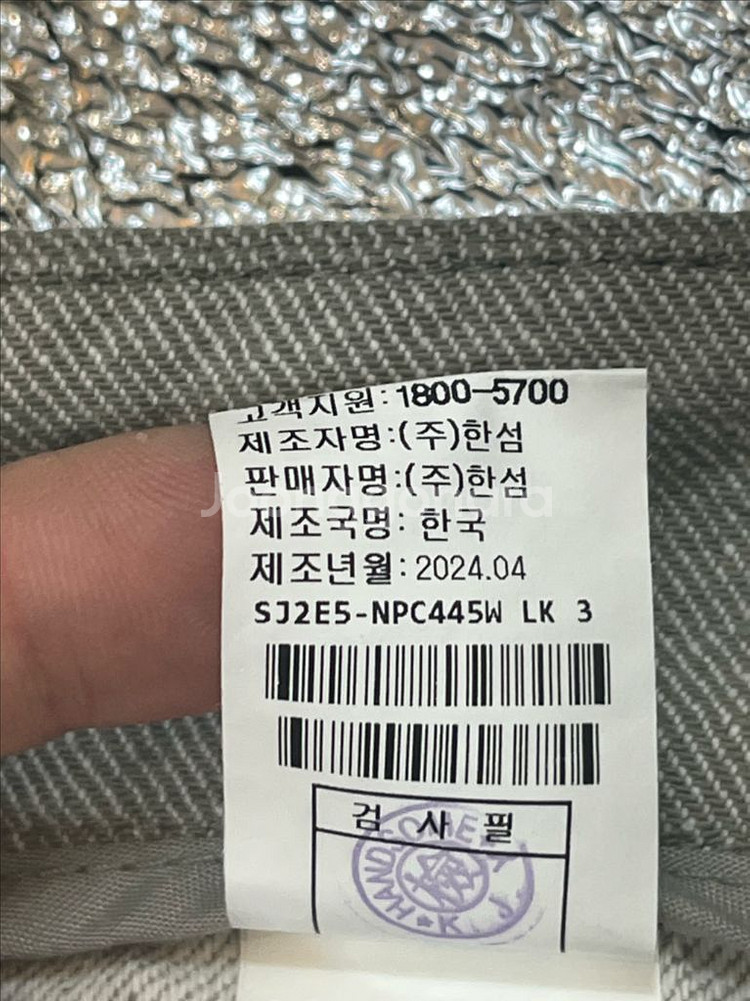 고객지원:1800-5700
제조자명:(주)한섬
판매자명:(주)한섬
제조국명: 한국
제조년월: 2024.04
SJ2E5-NPC445W LK 3
검 사 필
HANDSOME
K.J.